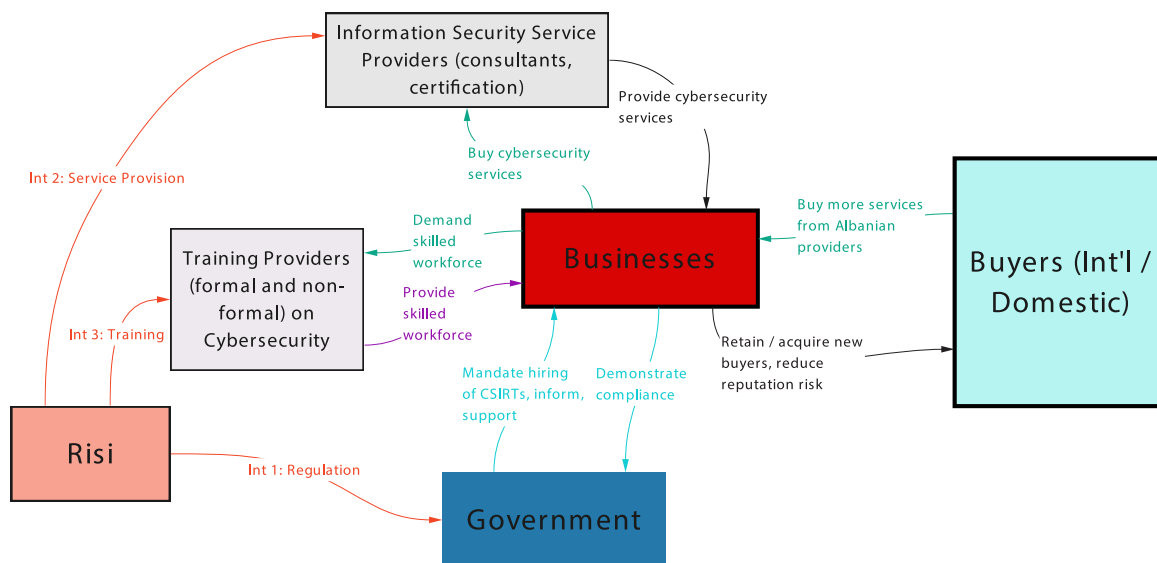 Information Security Service
Providers (consultants,
certification)
Provide cybersecurity
services
Buy cybersecurity
services
Int 2: Service Provision
Buy more services
from Albanian
providers
Demand
skilled
workforce
Businesses
Training Providers
(formal and non-
formal) on
Cybersecurity
Buyers (Int'l /
Domestic)
Provide
skilled
workforce
Int 3: Training
Retain / acquire new
buyers, reduce
reputation risk
Mandate hiring
of CSIRTs, inform,
support
Demonstrate
compliance
Risi
Int 1: Regulation
Government